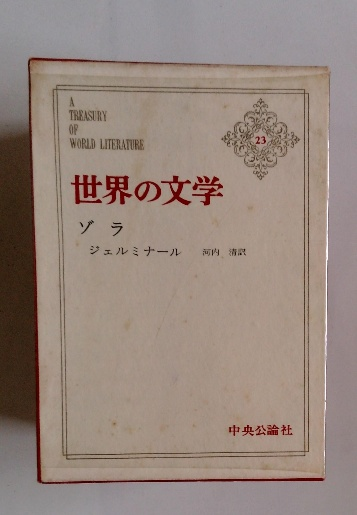 A
TREASURY
OF
WORLD LITERATURE
23
世界の文学
ゾラ
ジェルミナール 河内 清訳
中央公論社